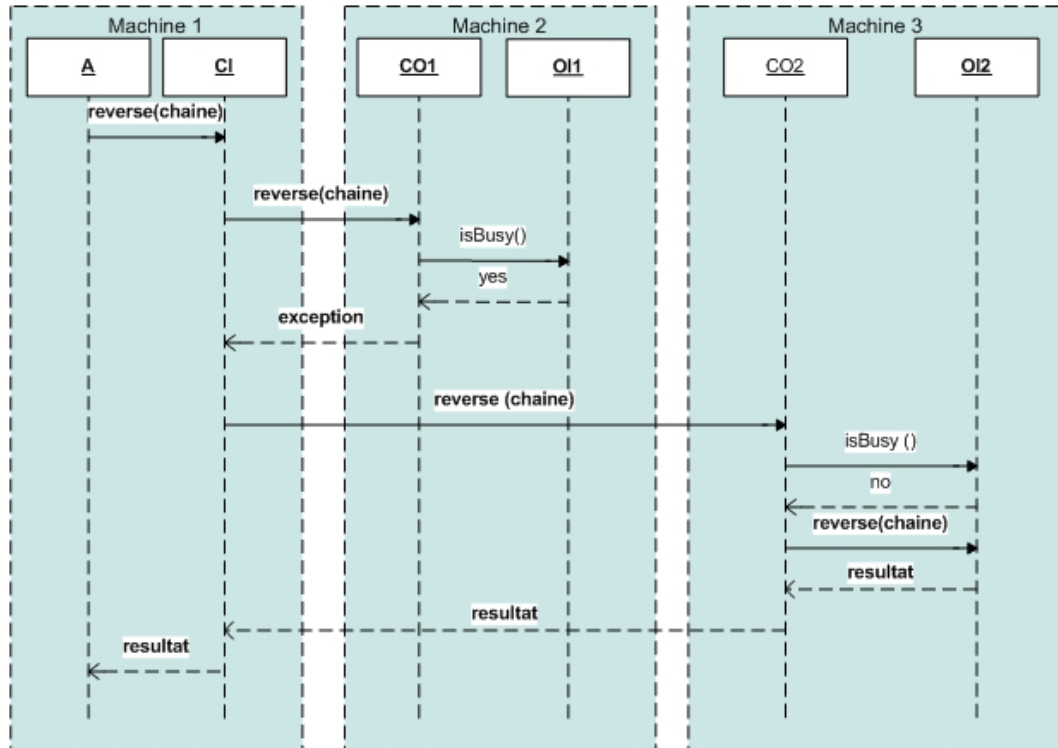 Machine 1
Machine 2
Machine 3
A
CI
CO1
OI1
CO2
OI2
reverse(chaine)
reverse(chaine)
isBusy()
yes
exception
reverse (chaine)
isBusy ()
no
reverse(chaine)
resultat
resultat
resultat